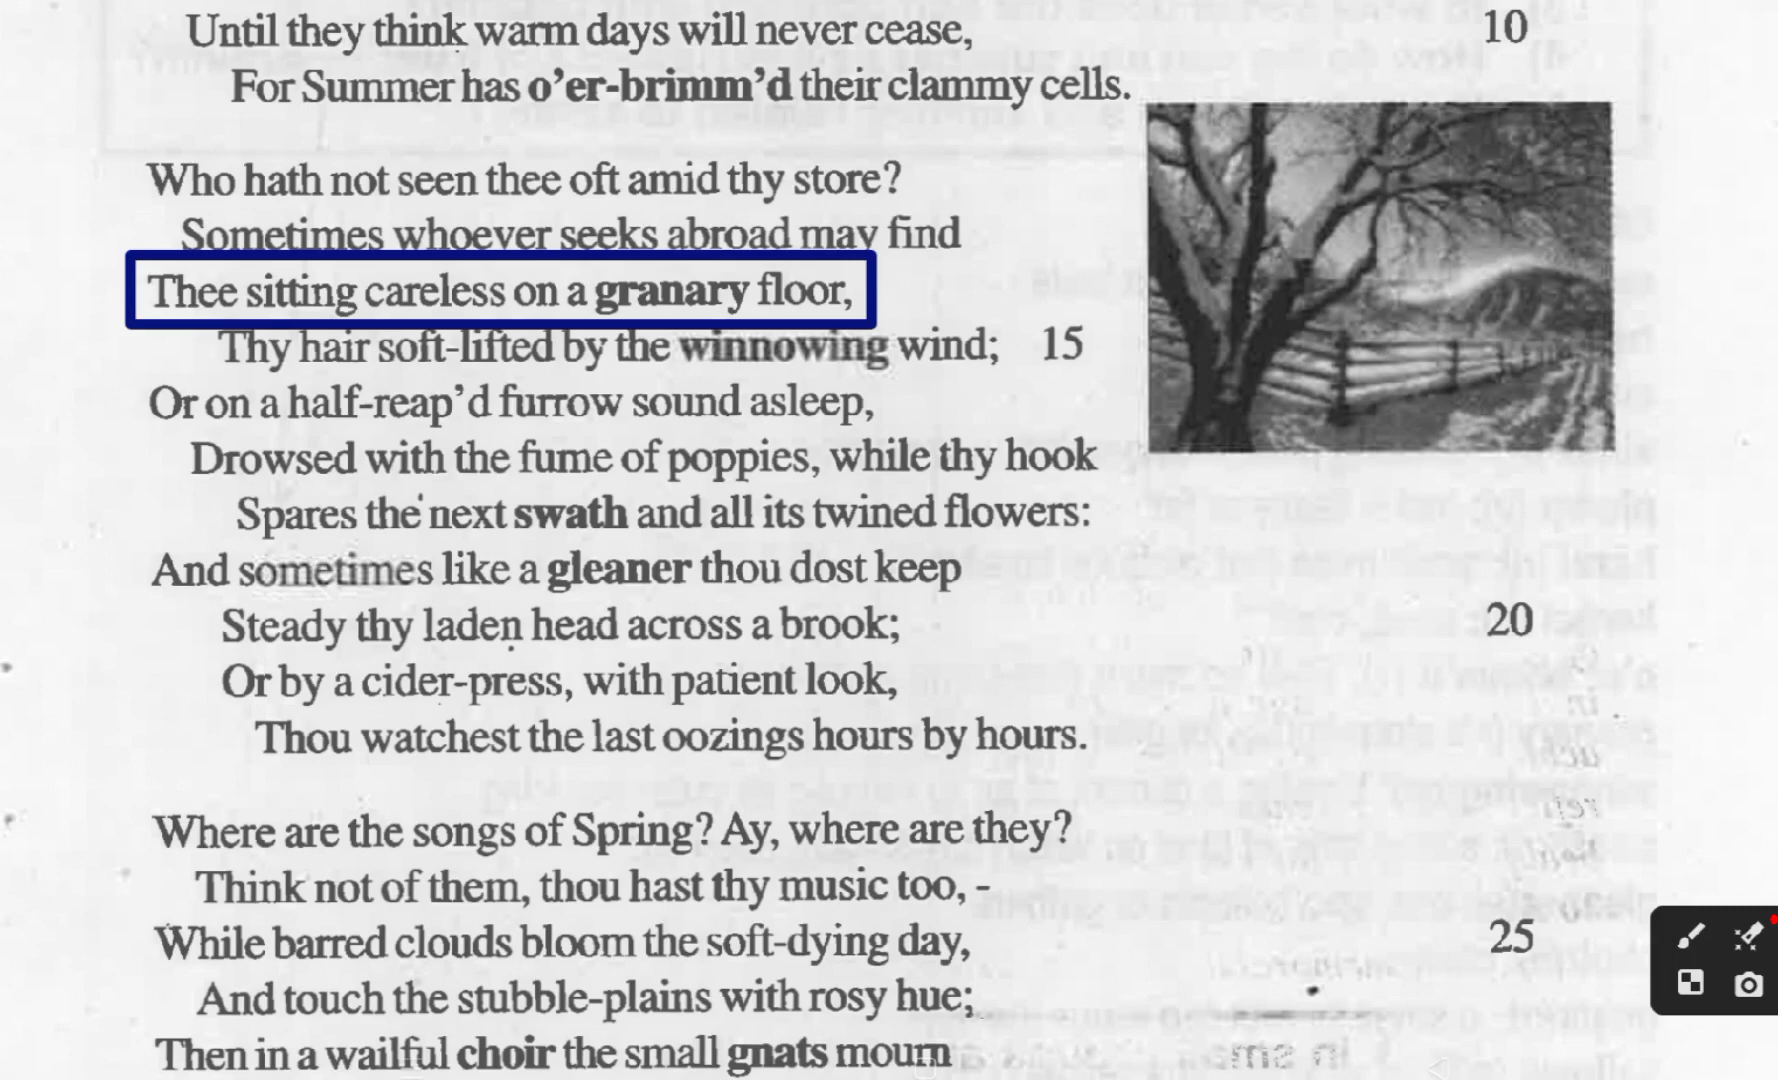 Until they think warm days will never cease, 10
For Summer has o'er-brimm'd their clammy cells.
Who hath not seen thee oft amid thy store?
Sometimes whoever seeks abroad may find
Thee sitting careless on a granary floor,
Thy hair soft-lifted by the winnowing wind; 15
Or on a half-reap'd furrow sound asleep,
Drowsed with the fume of poppies, while thy hook
Spares the next swath and all its twined flowers:
And sometimes like a gleaner thou dost keep
Steady thy laden head across a brook; 20
Or by a cider-press, with patient look,
Thou watchest the last oozings hours by hours.
Where are the songs of Spring? Ay, where are they?
Think not of them, thou hast thy music too, -
While barred clouds bloom the soft-dying day, 25
And touch the stubble-plains with rosy hue;
Then in a wailful choir the small gnats mourn